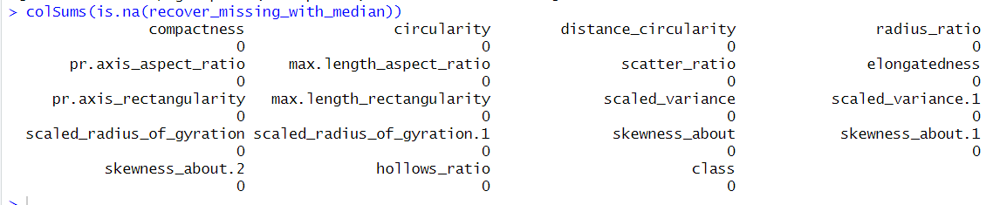 > colSums(is.na(recover_missing_with_median))
compactness circularity distance_circularity radius_ratio
0 0 0 0
pr.axis_aspect_ratio max.length_aspect_ratio scatter_ratio elongatedness
0 0 0 0
pr.axis_rectangularity max.length_rectangularity scaled_variance scaled_variance.1
0 0 0 0
scaled_radius_of_gyration scaled_radius_of_gyration.1 skewness_about skewness_about.1
0 0 0 0
skewness_about.2 hollows_ratio class
0 0 0
>